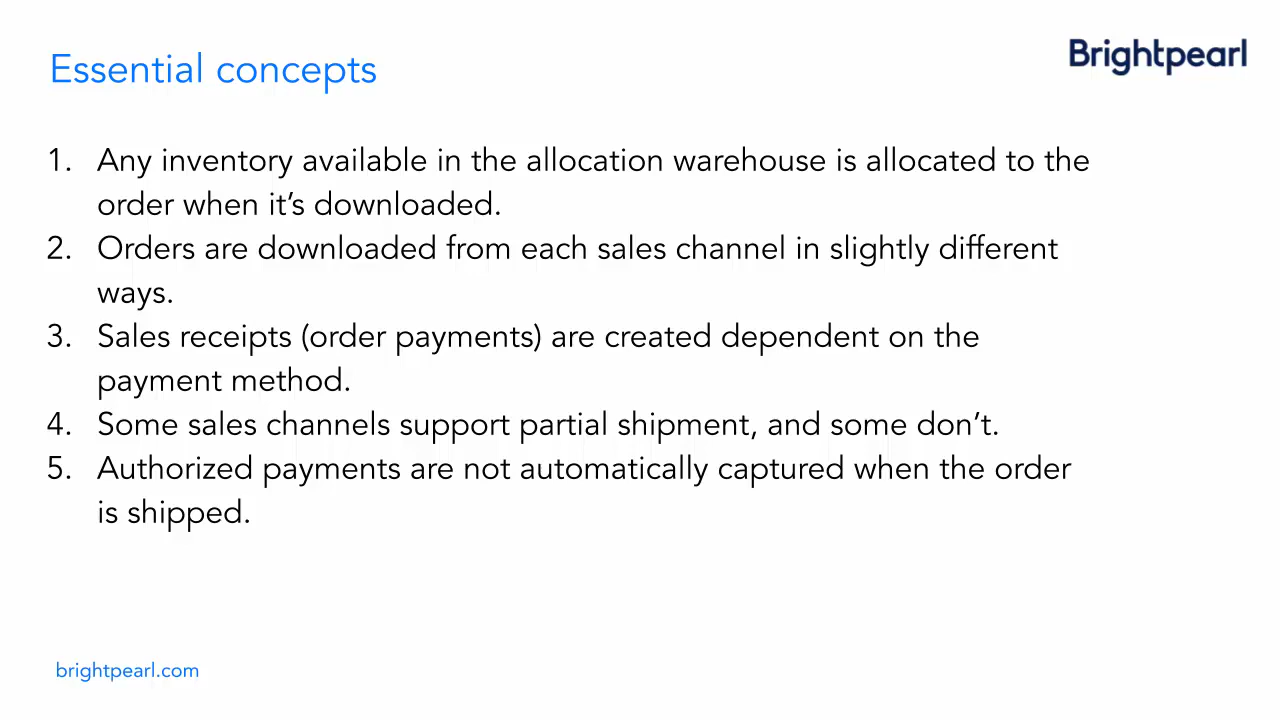 Essential concepts
Brightpearl
1. Any inventory available in the allocation warehouse is allocated to the
order when it’s downloaded.
2. Orders are downloaded from each sales channel in slightly different
ways.
3. Sales receipts (order payments) are created dependent on the
payment method.
4. Some sales channels support partial shipment, and some don’t.
5. Authorized payments are not automatically captured when the order
is shipped.
brightpearl.com